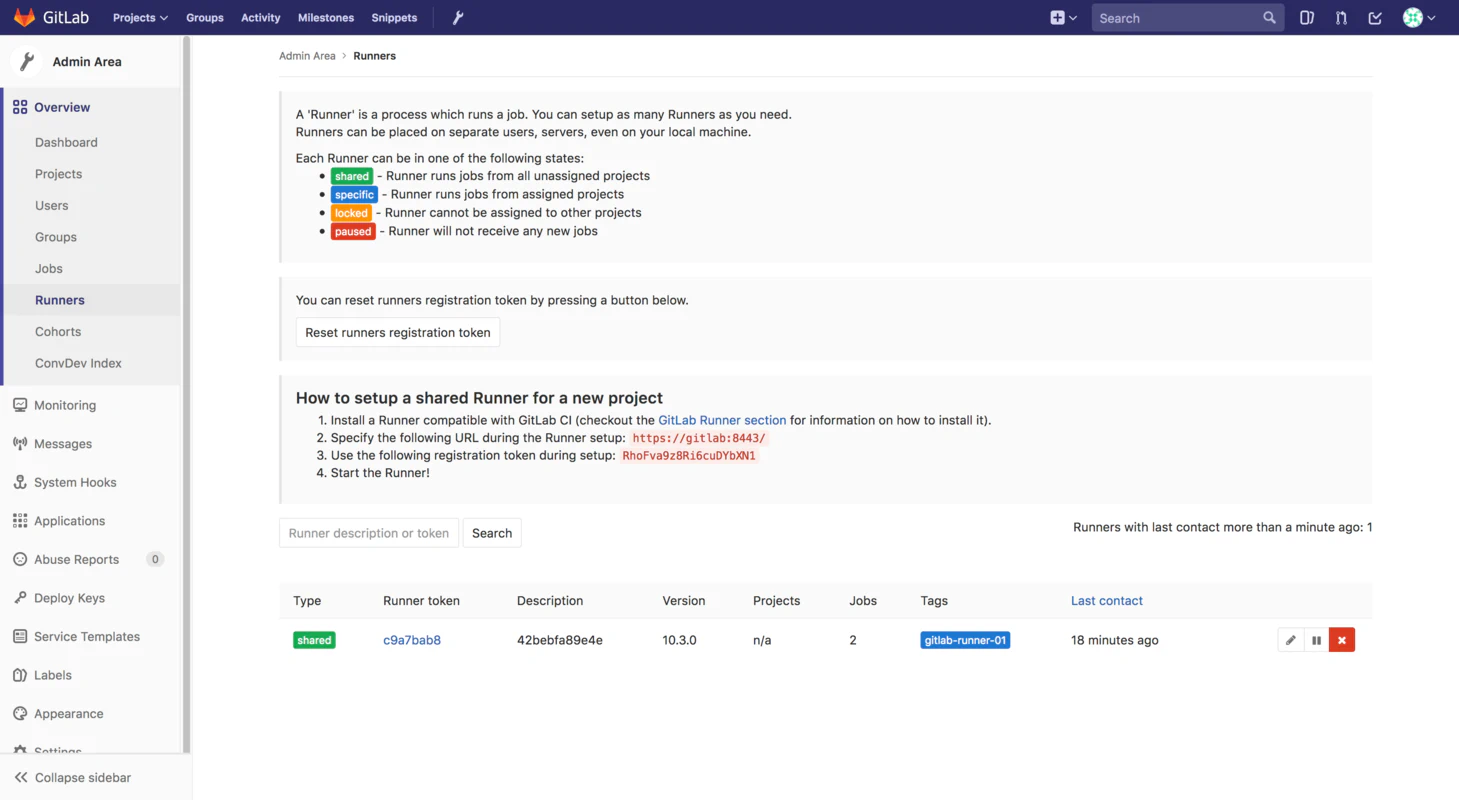 GitLab Projects Groups Activity Milestones Snippets Search
Admin Area
Overview
Dashboard
Projects
Users
Groups
Jobs
Runners
Cohorts
ConvDev Index
Monitoring
Messages
System Hooks
Applications
Abuse Reports 0
Deploy Keys
Service Templates
Labels
Appearance
Settings
Collapse sidebar
Admin Area > Runners
A 'Runner' is a process which runs a job. You can setup as many Runners as you need.
Runners can be placed on separate users, servers, even on your local machine.
Each Runner can be in one of the following states:
• shared - Runner runs jobs from all unassigned projects
• specific - Runner runs jobs from assigned projects
• locked - Runner cannot be assigned to other projects
• paused - Runner will not receive any new jobs
You can reset runners registration token by pressing a button below.
Reset runners registration token
How to setup a shared Runner for a new project
1. Install a Runner compatible with GitLab CI (checkout the GitLab Runner section for information on how to install it).
2. Specify the following URL during the Runner setup: https://gitlab:8443/
3. Use the following registration token during setup: RhoFva9z8Ri6cuDYbXN1
4. Start the Runner!
Runner description or token Search
Runners with last contact more than a minute ago: 1
Type Runner token Description Version Projects Jobs Tags Last contact
shared c9a7bab8 42bebfa89e4e 10.3.0 n/a 2 gitlab-runner-01 18 minutes ago